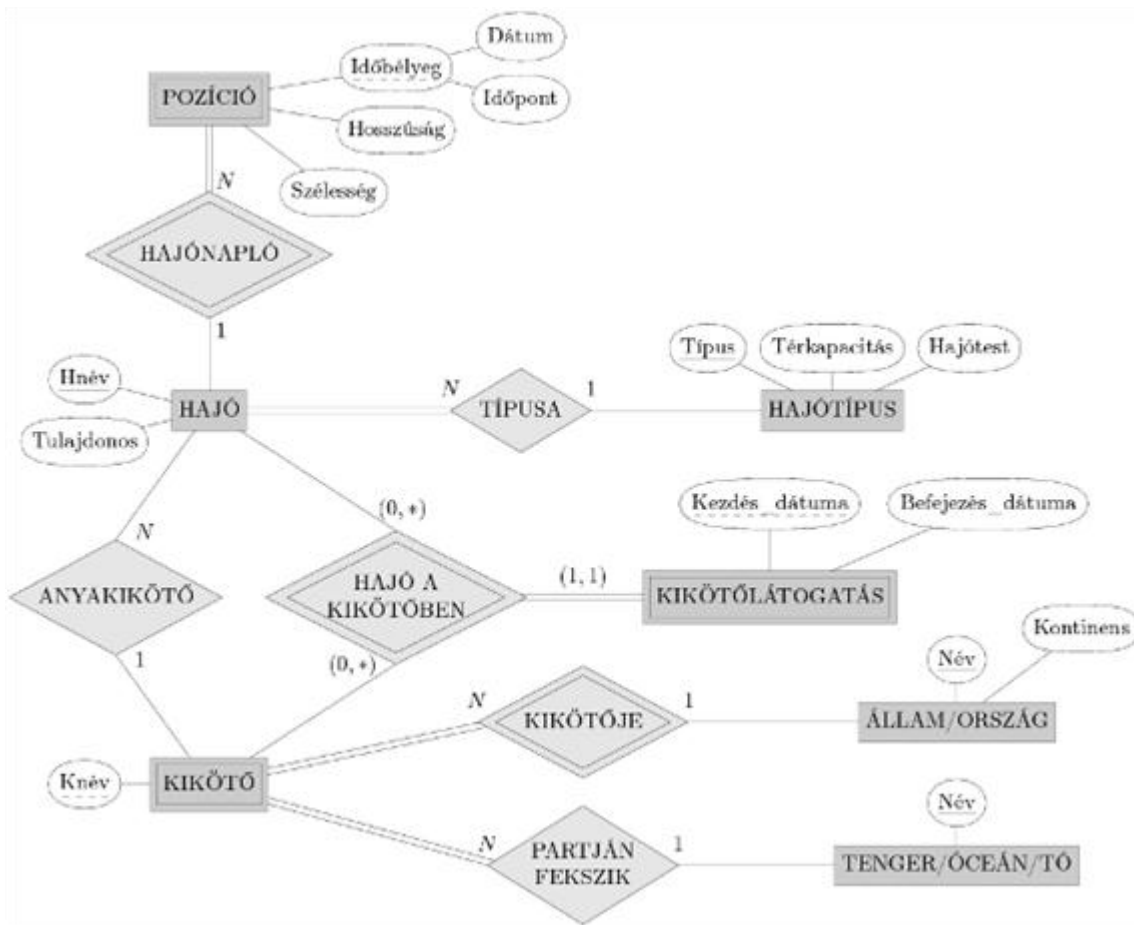 Dátum
Időbélyeg
POZÍCIÓ
Időpont
Hosszúság
Szélesség
N
HAJÓNAPLÓ
1
Hnév
Tulajdonos
HAJÓ
N
TÍPUSA
1
Típus
Térkapacitás
Hajótest
HAJÓTÍPUS
(0, *)
Kezdés_dátuma
Befejezés_dátuma
N
ANYAKIKÖTŐ
1
HAJÓ A
KIKÖTŐBEN
(1, 1)
KIKÖTŐLÁTOGATÁS
(0, *)
Kontinens
Név
N
KIKÖTŐJE
1
ÁLLAM/ORSZÁG
Knév
KIKÖTŐ
N
PARTJÁN
FEKSZIK
1
Név
TENGER/ÓCEÁN/TÓ